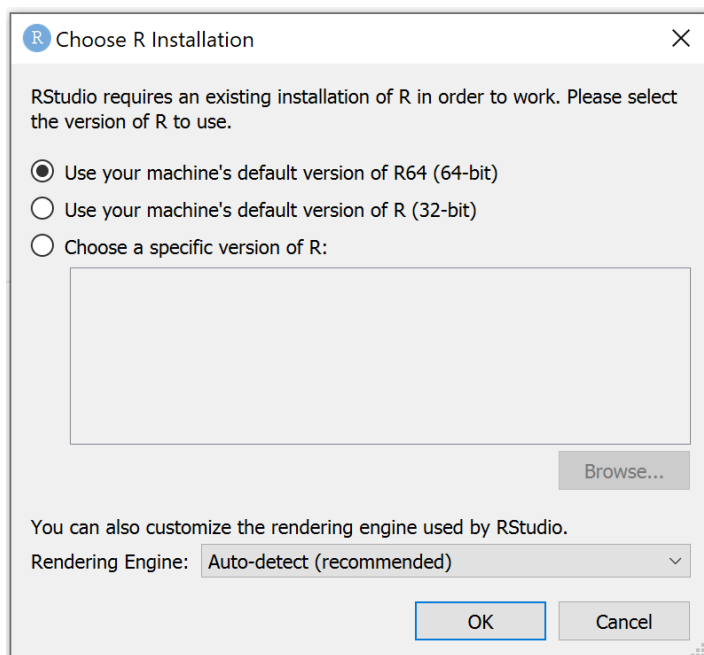 R Choose R Installation
RStudio requires an existing installation of R in order to work. Please select
the version of R to use.
Use your machine's default version of R64 (64-bit)
Use your machine's default version of R (32-bit)
Choose a specific version of R:
Browse...
You can also customize the rendering engine used by RStudio.
Rendering Engine: Auto-detect (recommended)
OK Cancel